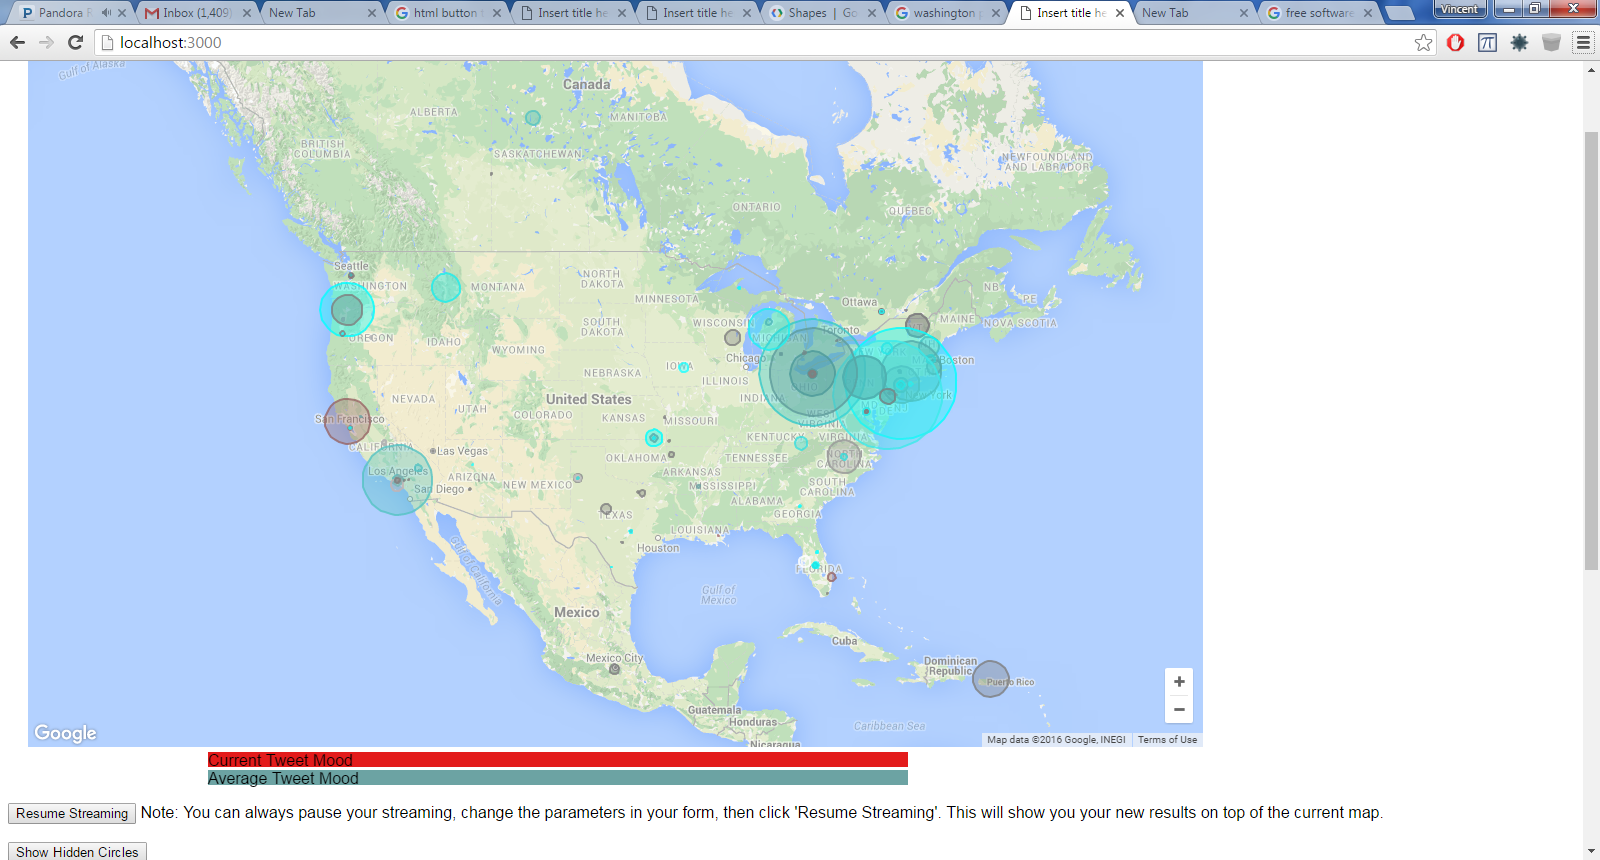 Pandora R
Inbox (1,409)
New Tab
html button t
Insert title he
Insert title he
Shapes | Go
washington p
Insert title he
New Tab
free software
Vincent
localhost:3000
Gulf of Alaska
Canada
ALBERTA
MANITOBA
BRITISH
COLUMBIA
SASKATCHEWAN
NEWFOUNDLAND
AND LABRADOR
ONTARIO
QUEBEC
Seattle
WASHINGTON
MONTANA
NORTH
DAKOTA
MINNESOTA
Ottawa
NB
PE
MAINE
NOVA SCOTIA
OREGON
IDAHO
SOUTH
DAKOTA
WISCONSIN
MICHIGAN
Toronto
WYOMING
Chicago
Boston
NEBRASKA
IOWA
ILLINOIS
INDIANA
OHIO
NEW YORK
NEVADA
UTAH
COLORADO
United States
KANSAS
MISSOURI
WEST
VIRGINIA
MD
DE
NJ
San Francisco
CALIFORNIA
Las Vegas
KENTUCKY
VIRGINIA
Los Angeles
San Diego
ARIZONA
NEW MEXICO
OKLAHOMA
ARKANSAS
TENNESSEE
NORTH
CAROLINA
MISSISSIPPI
ALABAMA
SOUTH
CAROLINA
GEORGIA
TEXAS
LOUISIANA
Houston
FLORIDA
Gulf of California
Gulf of
Mexico
Mexico
Cuba
Mexico City
Dominican
Republic
Puerto Rico
Guatemala
Honduras
Nicaragua
Caribbean Sea
+
−
Google
Map data ©2016 Google, INEGI
Terms of Use
Current Tweet Mood
Average Tweet Mood
Resume Streaming Note: You can always pause your streaming, change the parameters in your form, then click 'Resume Streaming'. This will show you your new results on top of the current map.
Show Hidden Circles